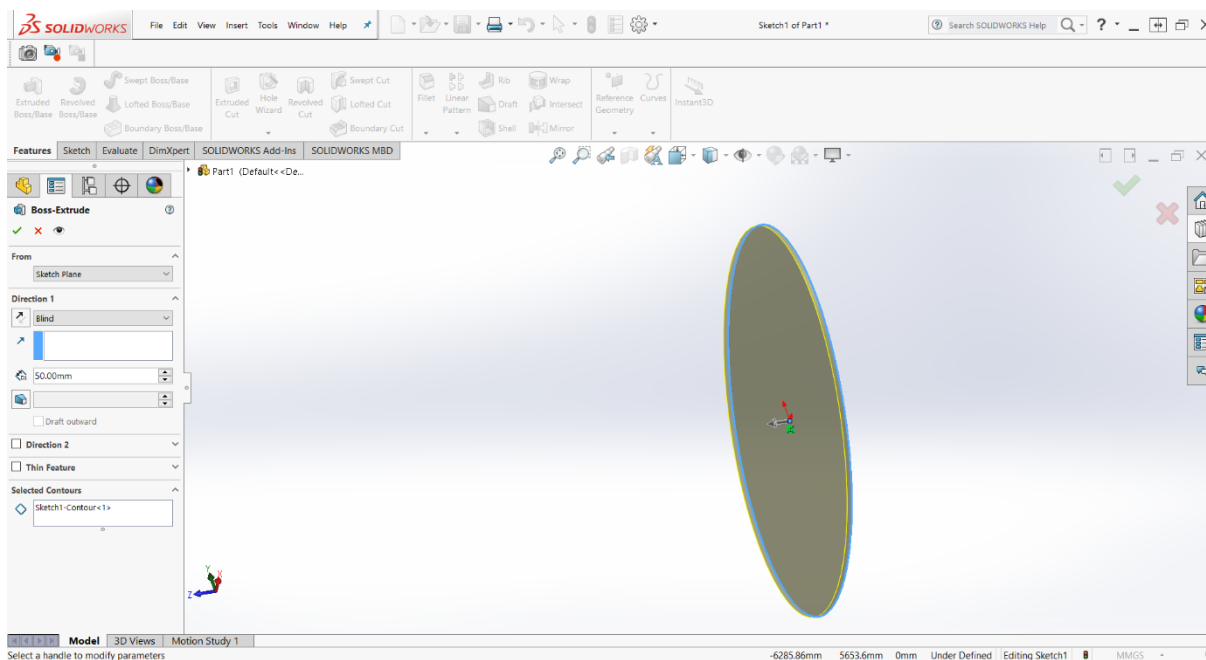 SOLIDWORKS File Edit View Insert Tools Window Help Sketch1 of Part1 * Search SOLIDWORKS Help ?
Extruded Boss/Base
Revolved Boss/Base
Swept Boss/Base
Lofted Boss/Base
Boundary Boss/Base
Extruded Cut
Hole Wizard
Revolved Cut
Swept Cut
Lofted Cut
Boundary Cut
Fillet
Linear Pattern
Rib
Draft
Shell
Wrap
Intersect
Mirror
Reference Geometry
Curves
Instant3D
Features Sketch Evaluate DimXpert SOLIDWORKS Add-Ins SOLIDWORKS MBD
Part1 (Default<<De...
Boss-Extrude
From
Sketch Plane
Direction 1
Blind
50.00mm
Draft outward
Direction 2
Thin Feature
Selected Contours
Sketch1-Contour<1>
Y X
Z
Model 3D Views Motion Study 1
Select a handle to modify parameters -6285.86mm 5653.6mm 0mm Under Defined Editing Sketch1 MMGS -